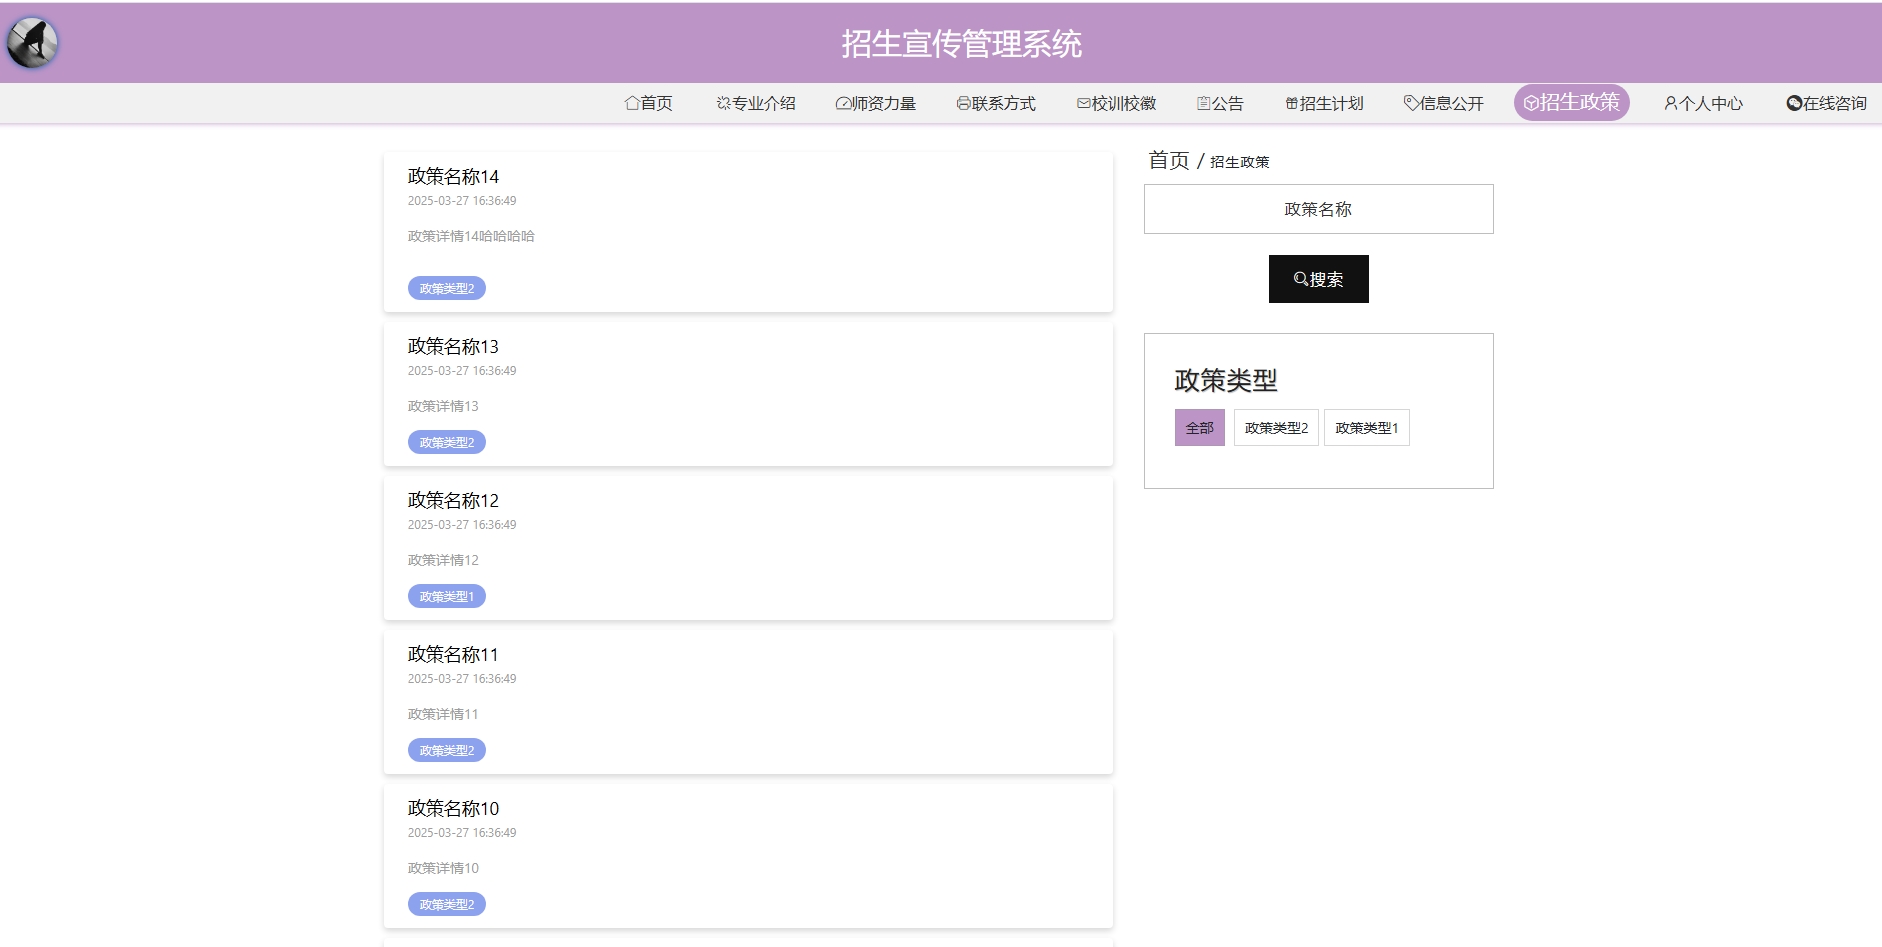 招生宣传管理系统
首页 专业介绍 师资力量 联系方式 校训校徽 公告 招生计划 信息公开 招生政策 个人中心 在线咨询
政策名称14
2025-03-27 16:36:49
政策详情14哈哈哈哈
政策类型2
政策名称13
2025-03-27 16:36:49
政策详情13
政策类型2
政策名称12
2025-03-27 16:36:49
政策详情12
政策类型1
政策名称11
2025-03-27 16:36:49
政策详情11
政策类型2
政策名称10
2025-03-27 16:36:49
政策详情10
政策类型2
首页 / 招生政策
政策名称
搜索
政策类型
全部 政策类型2 政策类型1